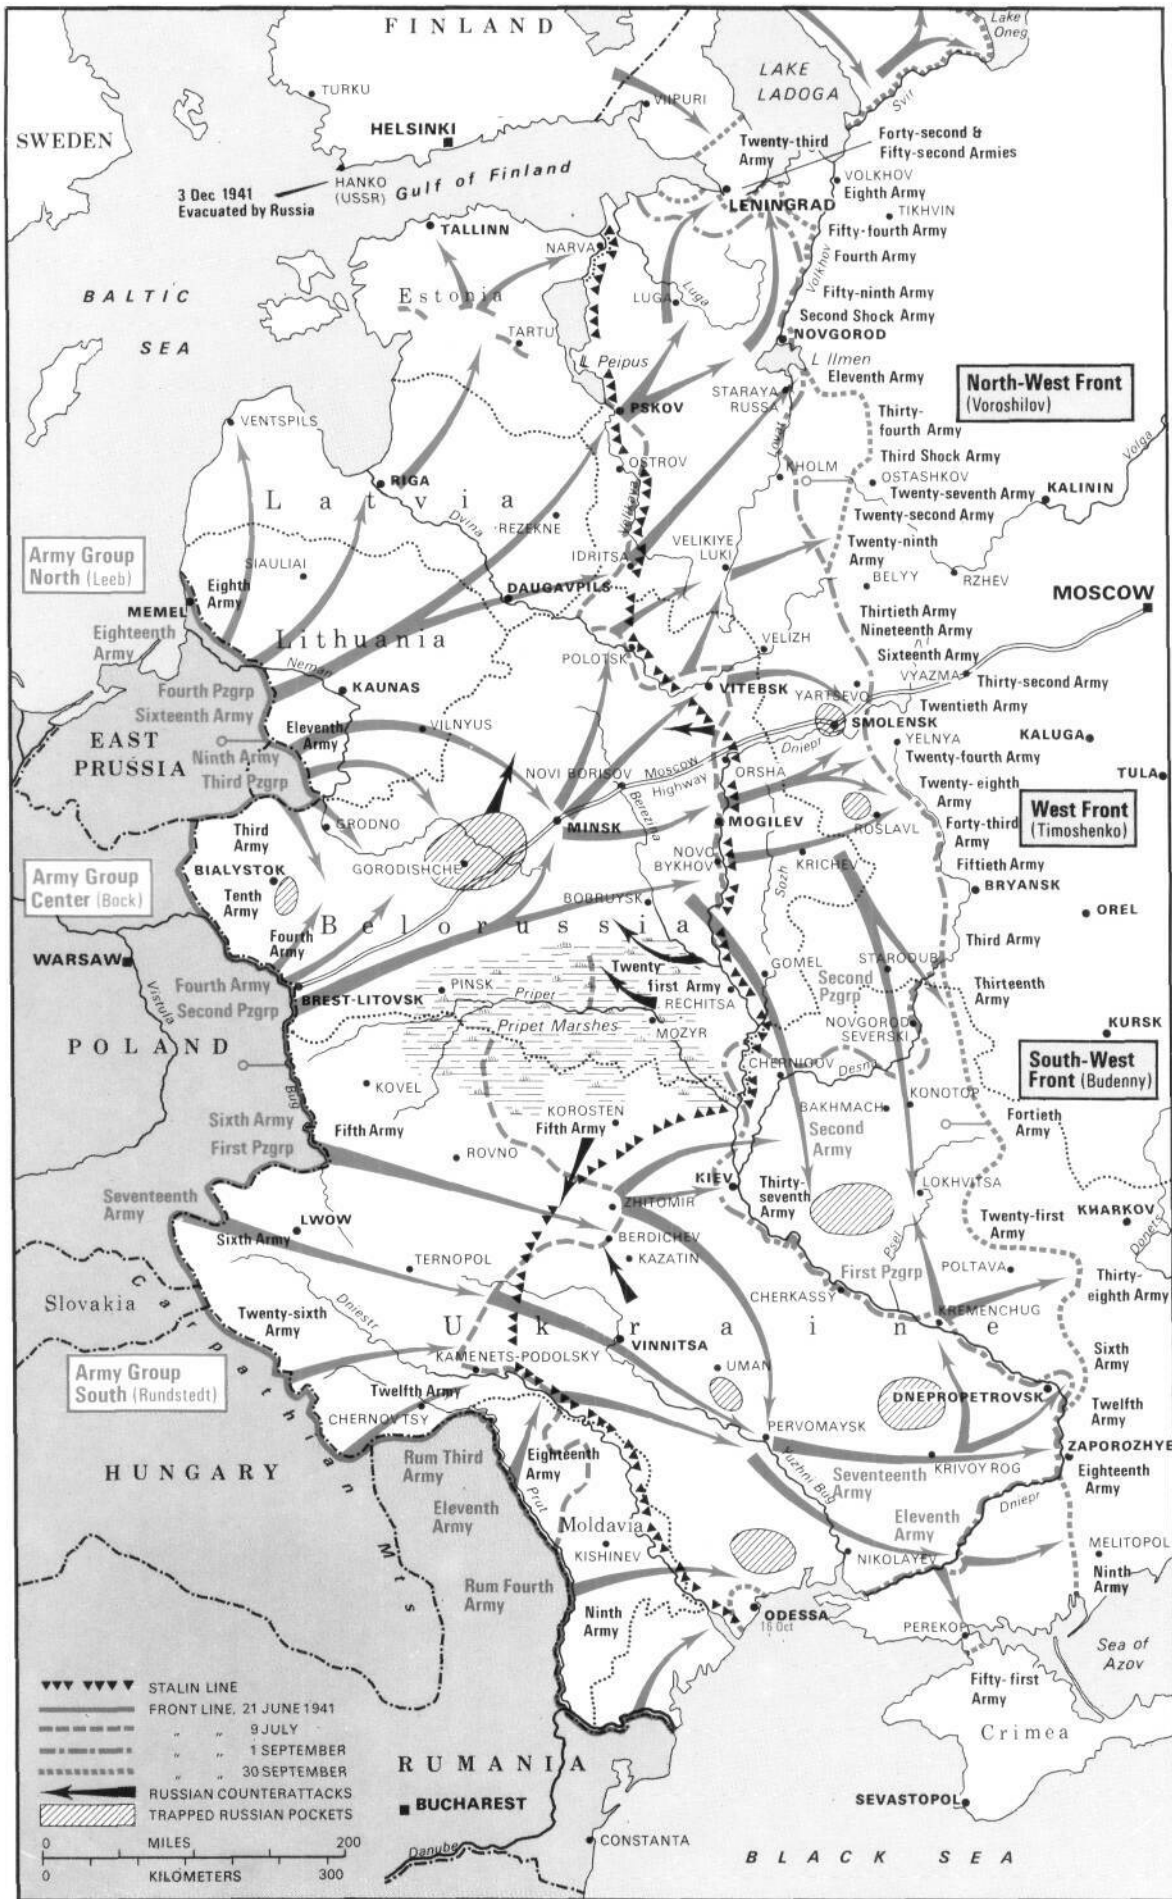 FINLAND
Lake
Oneg
LAKE
LADOGA
Svir
TURKU
VIIPURI
SWEDEN
HELSINKI
Twenty-third
Army
Forty-second &
Fifty-second Armies
HANKO
(USSR)
Gulf of Finland
3 Dec 1941
Evacuated by Russia
VOLKHOV
Eighth Army
LENINGRAD
TIKHVIN
TALLINN
Fifty-fourth Army
NARVA
Volkhov
Fourth Army
BALTIC
SEA
Estonia
LUGA
Luga
Fifty-ninth Army
Second Shock Army
TARTU
NOVGOROD
L Peipus
L Ilmen
Eleventh Army
North-West Front
(Voroshilov)
STARAYA
RUSSA
PSKOV
VENTSPILS
Thirty-
fourth Army
Lovat
Volga
OSTROV
KHOLM
Third Shock Army
OSTASHKOV
RIGA
Latvia
Twenty-seventh Army
KALININ
Velikaya
Dvina
REZEKNE
Twenty-second Army
VELIKIYE
LUKI
Twenty-ninth
Army
Army Group
North (Leeb)
IDRITSA
SIAULIAI
BELYY
RZHEV
Eighth
Army
DAUGAVPILS
MOSCOW
MEMEL
Thirtieth Army
Nineteenth Army
Eighteenth
Army
Lithuania
VELIZH
POLOTSK
Sixteenth Army
Neman
VYAZMA
Fourth Pzgrp
KAUNAS
VITEBSK
YARTSEVO
Thirty-second Army
Sixteenth Army
Twentieth Army
Eleventh
Army
VILNYUS
SMOLENSK
EAST
PRUSSIA
Ninth Army
Third Pzgrp
Dniepr
YELNYA
KALUGA
Twenty-fourth Army
NOVI BORISOV
Moscow
Highway
ORSHA
TULA
Berezina
Twenty-eighth
Army
West Front
(Timoshenko)
GRODNO
MINSK
MOGILEV
ROSLAVL
Third
Army
Forty-third
Army
NOVO
BYKHOV
KRICHEV
BIALYSTOK
GORODISHCHE
Fiftieth Army
Army Group
Center (Bock)
Sozh
BRYANSK
Tenth
Army
BOBRUYSK
OREL
Belorussia
Fourth
Army
Third Army
WARSAW
Twenty-
first Army
GOMEL
STARODUB
Second
Pzgrp
Fourth Army
Second Pzgrp
PINSK
BREST-LITOVSK
Pripet
RECHITSA
Thirteenth
Army
Vistula
Pripet Marshes
MOZYR
NOVGOROD
SEVERSKI
KURSK
POLAND
South-West
Front (Budenny)
CHERNIGOV
Desna
Bug
KOVEL
KONOTOP
BAKHMACH
KOROSTEN
Fifth Army
Fortieth
Army
Sixth Army
Fifth Army
Second
Army
First Pzgrp
ROVNO
KIEV
Thirty-
seventh
Army
LOKHVITSA
Seventeenth
Army
ZHITOMIR
Twenty-first
Army
KHARKOV
LWOW
Sixth Army
BERDICHEV
Psel
Donets
TERNOPOL
KAZATIN
First Pzgrp
POLTAVA
Carpathian Mts
Thirty-
eighth Army
CHERKASSY
Slovakia
Dniestr
KREMENCHUG
Twenty-sixth
Army
Ukraine
VINNITSA
Sixth
Army
KAMENETS-PODOLSKY
UMAN
Army Group
South (Rundstedt)
Twelfth Army
DNEPROPETROVSK
Twelfth
Army
CHERNOVTSY
PERVOMAYSK
ZAPOROZHYE
Rum Third
Army
Eighteenth
Army
HUNGARY
KRIVOY ROG
Seventeenth
Army
Eighteenth
Army
Yuzhni Bug
Prut
Eleventh
Army
Dniepr
Eleventh
Army
Moldavia
MELITOPOL
KISHINEV
NIKOLAYEV
Ninth
Army
Rum Fourth
Army
Ninth
Army
ODESSA
16 Oct
PEREKOP
Sea of
Azov
Fifty-first
Army
Crimea
STALIN LINE
FRONT LINE, 21 JUNE 1941
" " 9 JULY
" " 1 SEPTEMBER
" " 30 SEPTEMBER
RUSSIAN COUNTERATTACKS
TRAPPED RUSSIAN POCKETS
0 MILES 200
0 KILOMETERS 300
RUMANIA
BUCHAREST
SEVASTOPOL
Danube
CONSTANTA
BLACK SEA